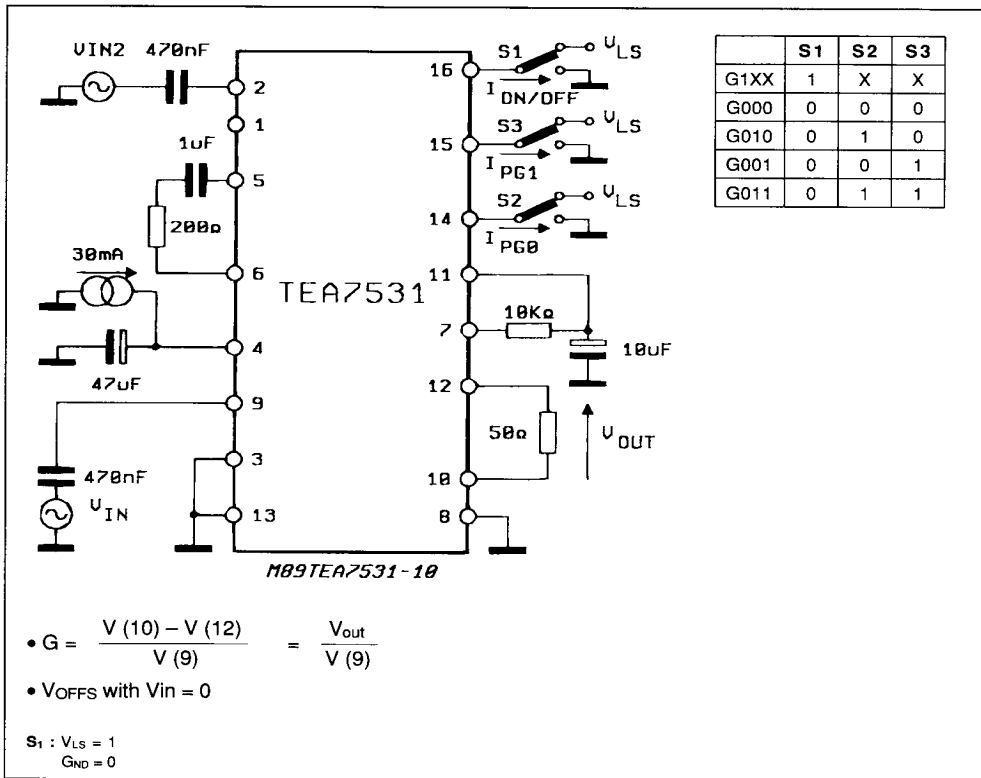 VIN2 470nF
2
1
1uF
5
200Ω
30mA
6
4
47uF
9
470nF
VIN
3
13
TEA7531
16
S1
VLS
I ON/OFF
15
S3
VLS
I PG1
14
S2
VLS
I PG0
11
7
10KΩ
10uF
12
50Ω
VOUT
10
8
M89TEA7531-10
S1 S2 S3
G1XX 1 X X
G000 0 0 0
G010 0 1 0
G001 0 0 1
G011 0 1 1
• G = V (10) – V (12) / V (9) = Vout / V (9)
• VOFFS with Vin = 0
S1 : VLS = 1
GND = 0